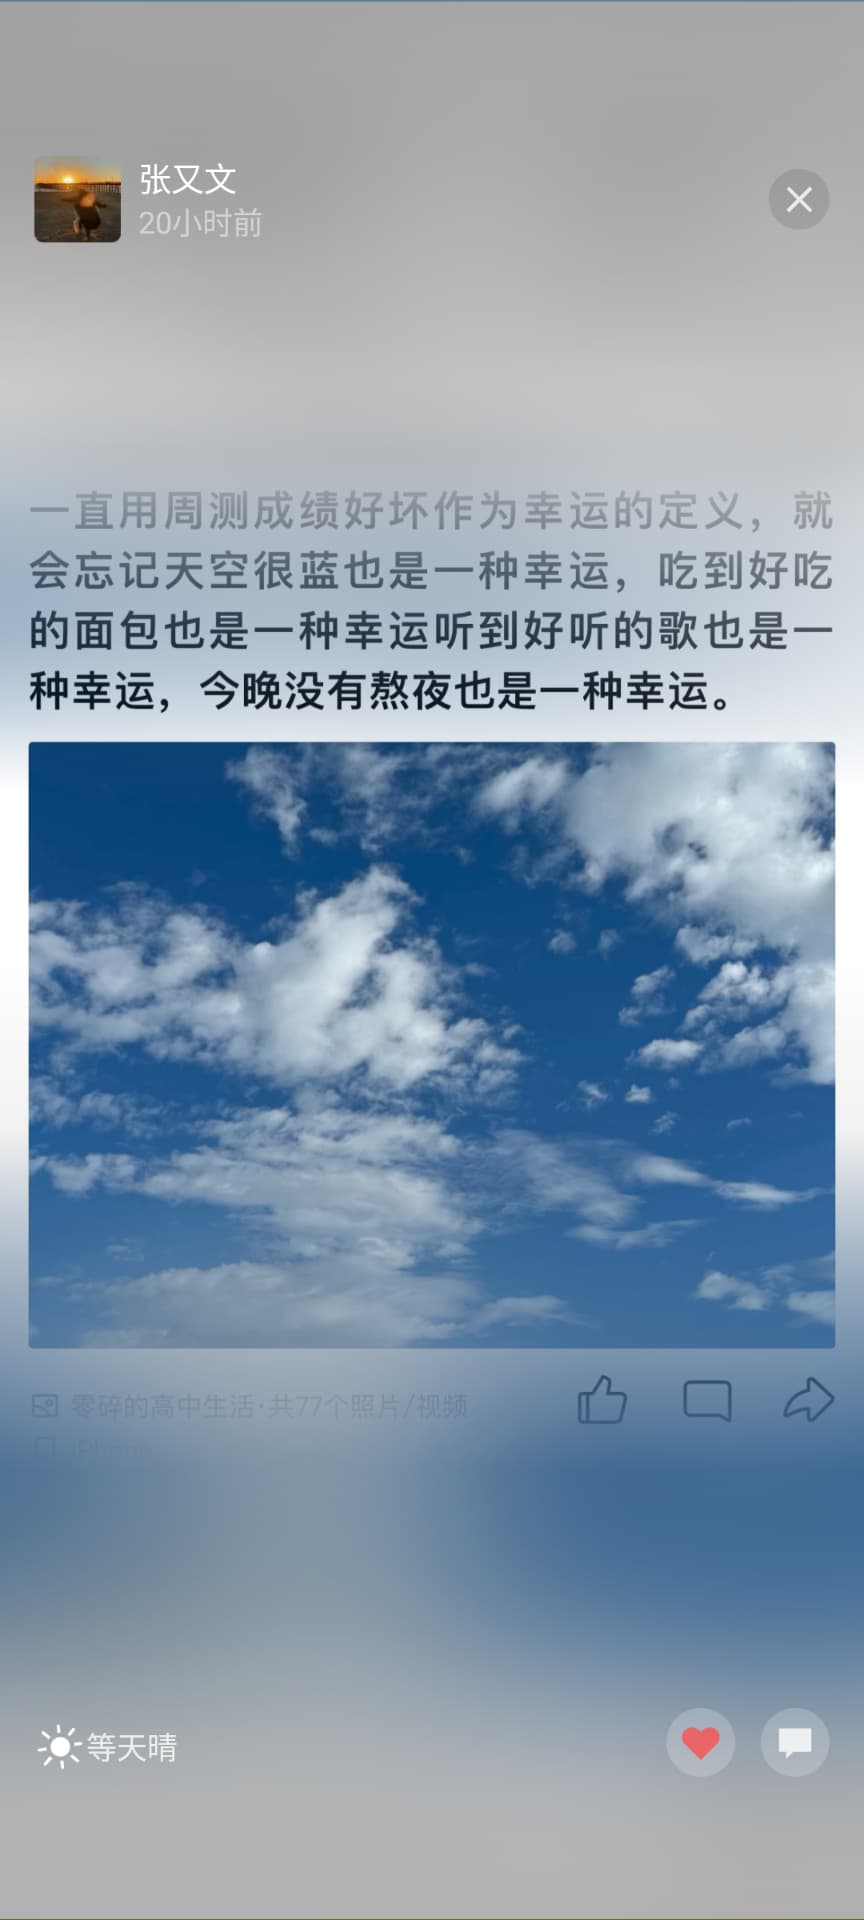 张又文
20小时前
一直用周测成绩好坏作为幸运的定义，就
会忘记天空很蓝也是一种幸运，吃到好吃
的面包也是一种幸运听到好听的歌也是一
种幸运，今晚没有熬夜也是一种幸运。
零碎的高中生活·共77个照片/视频
iPhone
等天晴